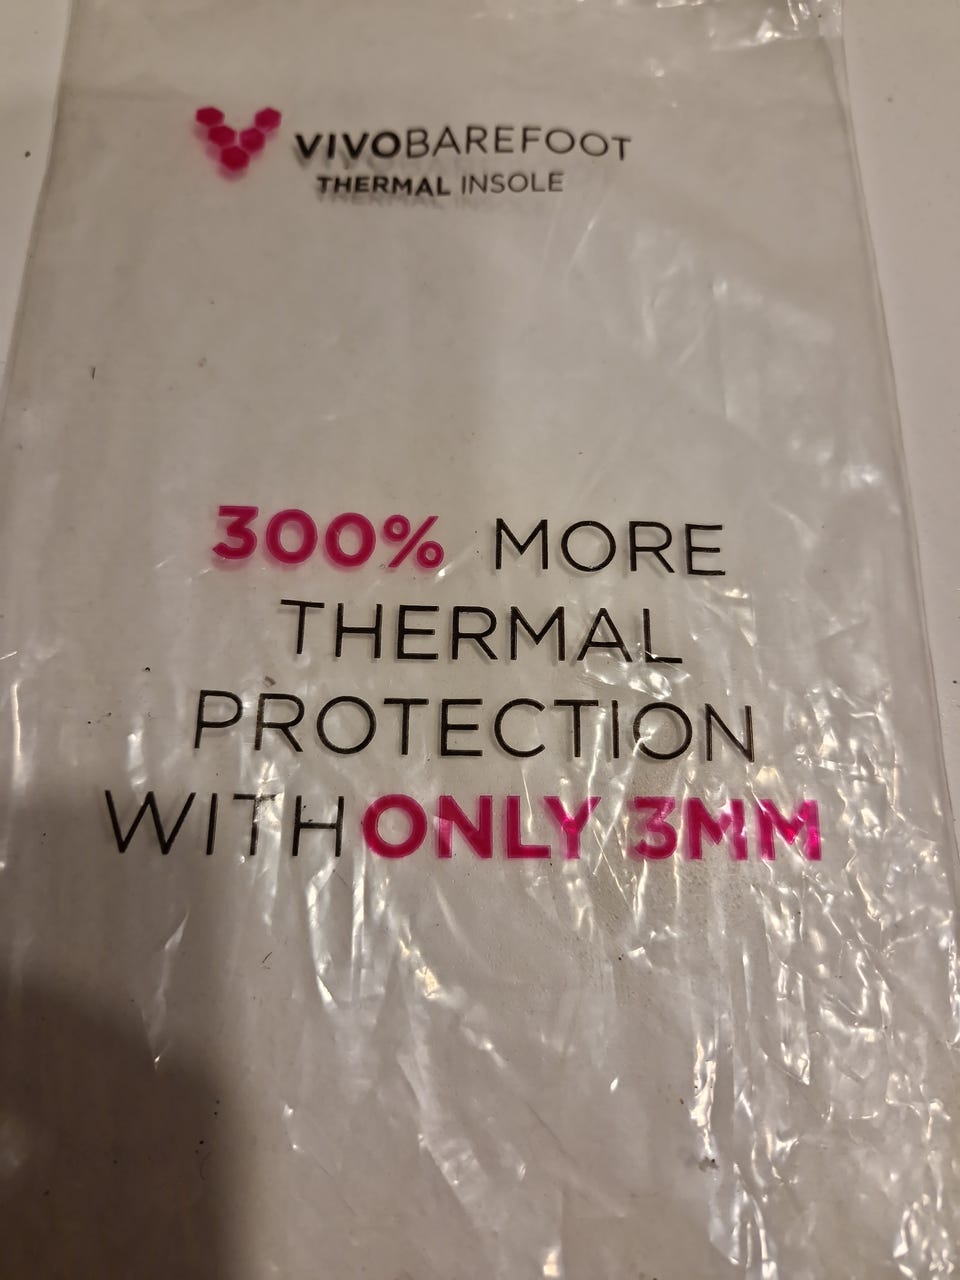 VIVOBAREFOOT
THERMAL INSOLE
300% MORE
THERMAL
PROTECTION
WITH ONLY 3MM